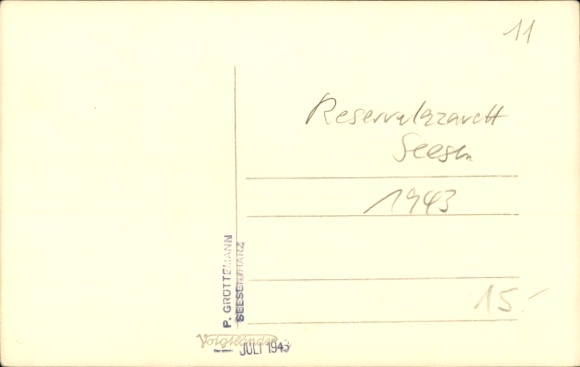 11
Reservelazarett
Seesen
1943
15.-
P. GROTTEMANN
SEESEN/HARZ
Voigtländer
JULI 1943